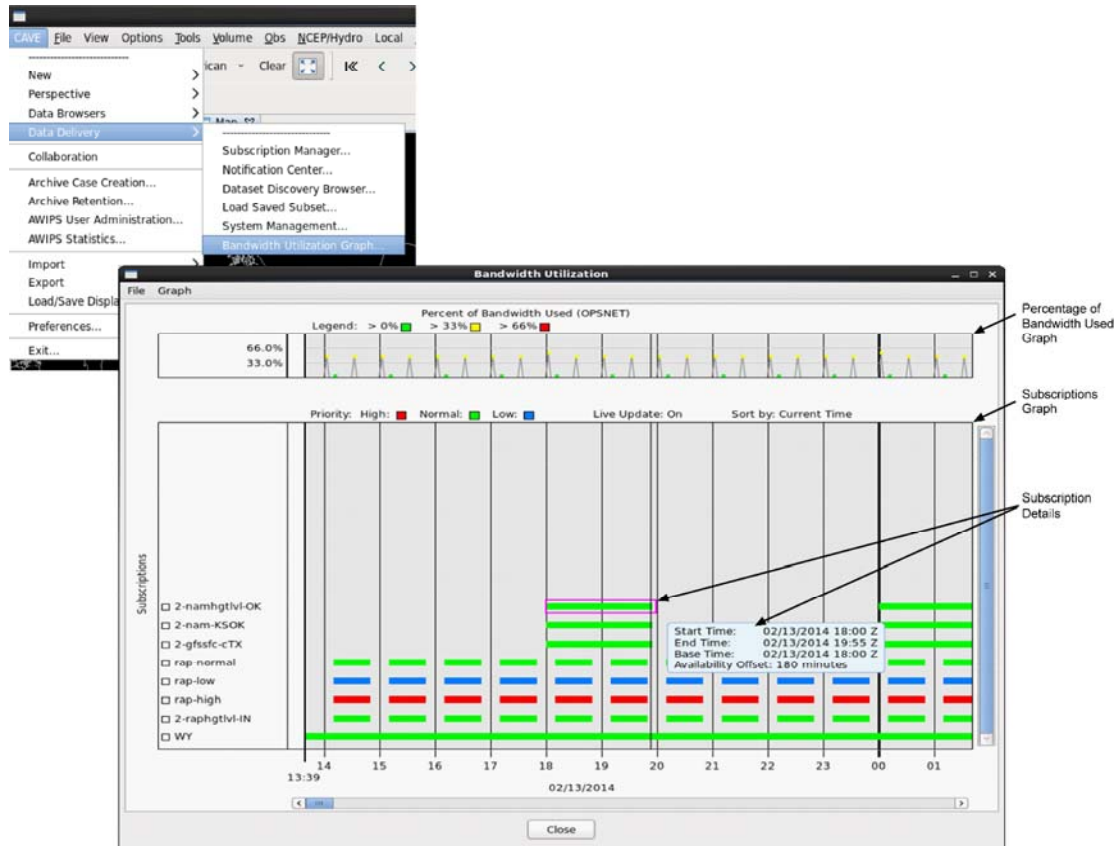 CAVE File View Options Tools Volume Obs NCEP/Hydro Local
Clear
New
Perspective
Data Browsers
Data Delivery
Collaboration
Archive Case Creation...
Archive Retention...
AWIPS User Administration...
AWIPS Statistics...
Import
Export
Preferences...
Exit...
Map
Subscription Manager...
Notification Center...
Dataset Discovery Browser...
Load Saved Subset...
System Management...
Bandwidth Utilization Graph...
Bandwidth Utilization
File Graph
Percent of Bandwidth Used (OPSNET)
Legend: > 0% > 33% > 66%
66.0%
33.0%
Priority: High: Normal: Low: Live Update: On Sort by: Current Time
Subscriptions
2-namhgtlvl-OK
2-nam-KSOK
2-gfssfc-cTX
rap-normal
rap-low
rap-high
2-raphgtlvl-IN
WY
Start Time: 02/13/2014 18:00 Z
End Time: 02/13/2014 19:55 Z
Base Time: 02/13/2014 18:00 Z
Availability Offset: 180 minutes
14 15 16 17 18 19 20 21 22 23 00 01
13:39
02/13/2014
Close
Percentage of
Bandwidth Used
Graph
Subscriptions
Graph
Subscription
Details